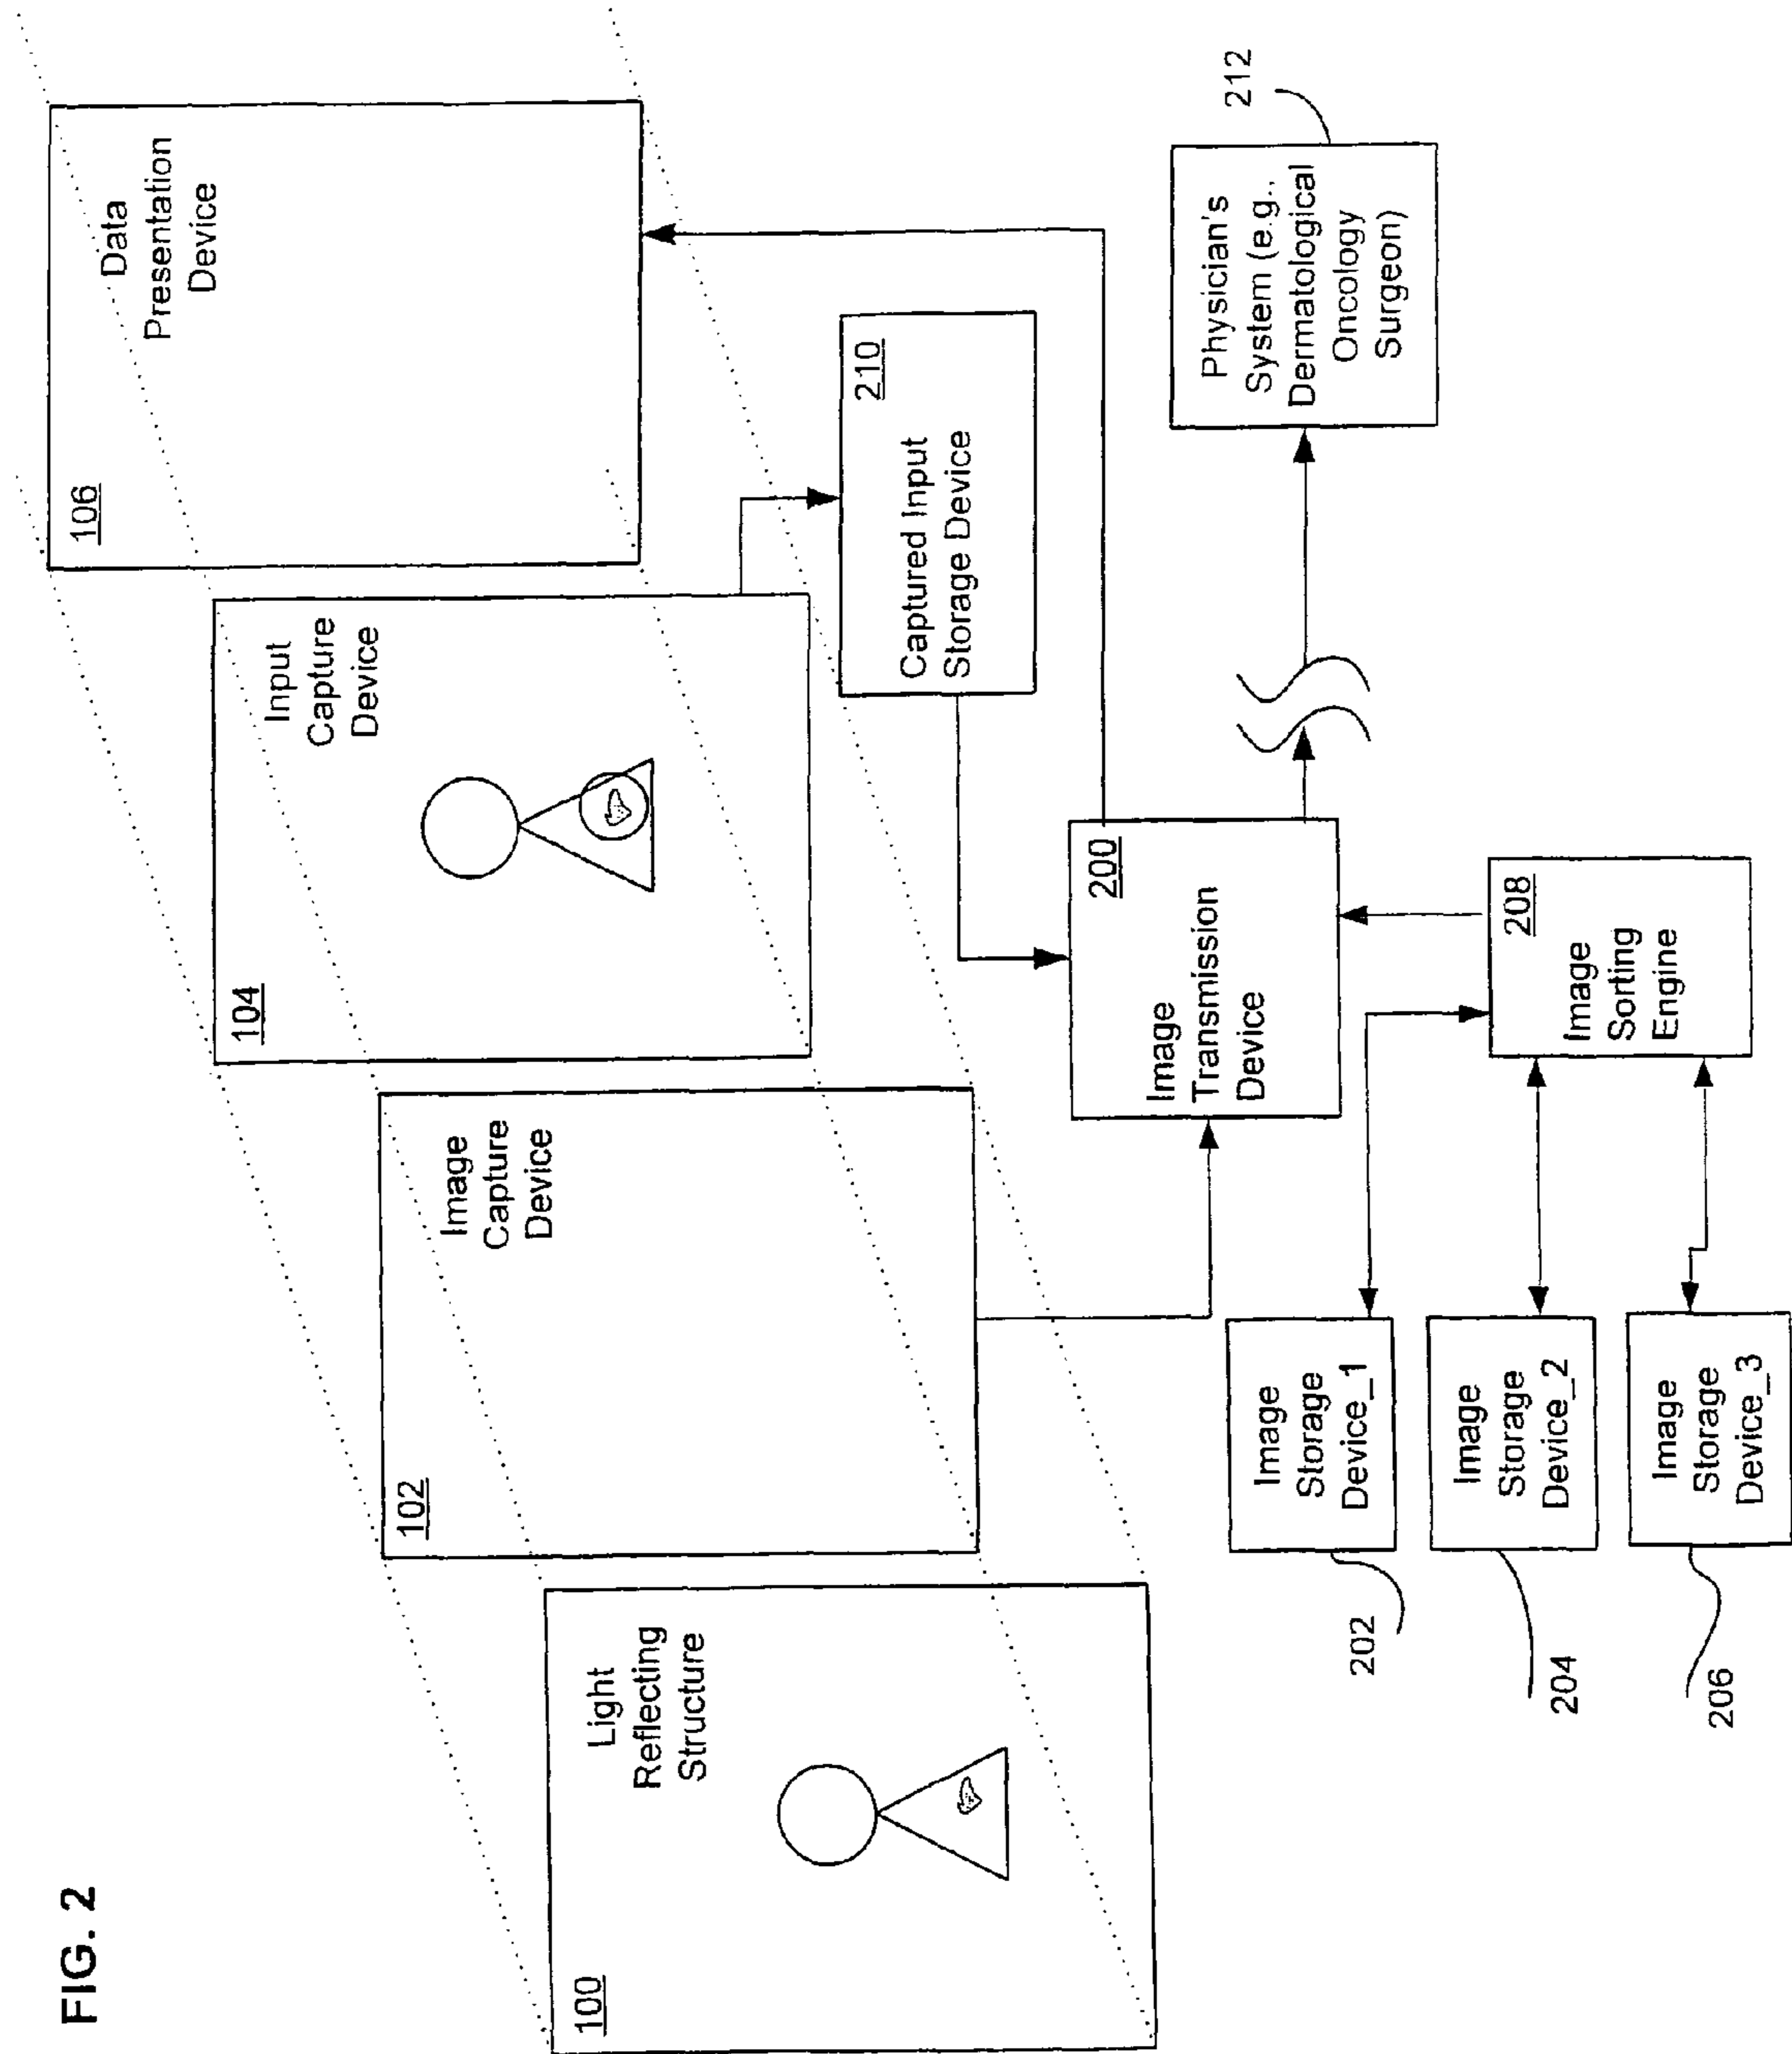 FIG. 2
100
Light
Reflecting
Structure
102
Image
Capture
Device
104
Input
Capture
Device
106
Data
Presentation
Device
210
Captured Input
Storage Device
200
Image
Transmission
Device
212
Physician's
System (e.g.,
Dermatological
Oncology
Surgeon)
208
Image
Sorting
Engine
202
Image
Storage
Device_1
204
Image
Storage
Device_2
206
Image
Storage
Device_3